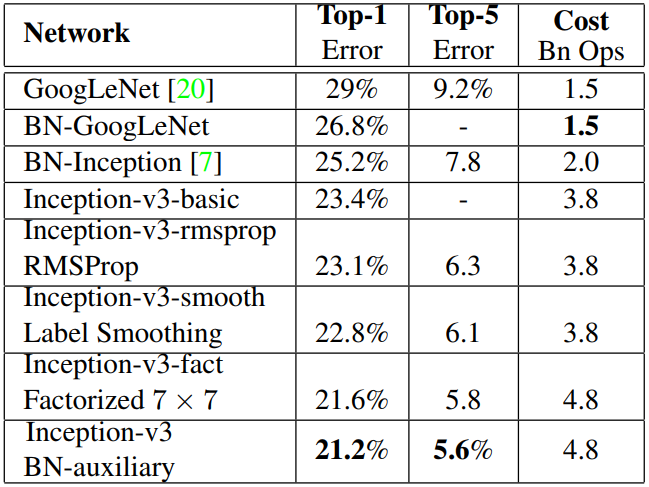 Network Top-1 Error Top-5 Error Cost Bn Ops
GoogLeNet [20] 29% 9.2% 1.5
BN-GoogLeNet 26.8% - 1.5
BN-Inception [7] 25.2% 7.8 2.0
Inception-v3-basic 23.4% - 3.8
Inception-v3-rmsprop
RMSProp 23.1% 6.3 3.8
Inception-v3-smooth
Label Smoothing 22.8% 6.1 3.8
Inception-v3-fact
Factorized 7 × 7 21.6% 5.8 4.8
Inception-v3
BN-auxiliary 21.2% 5.6% 4.8